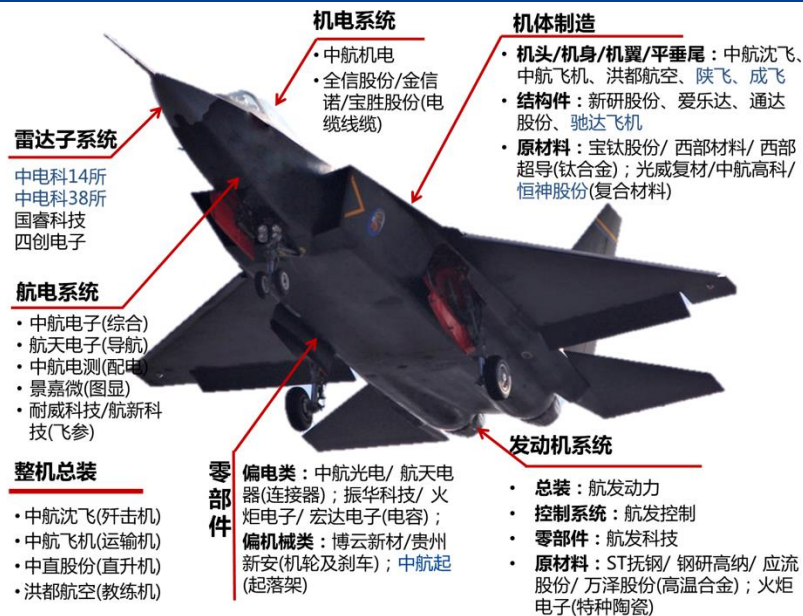 机电系统
• 中航机电
• 全信股份/金信
诺/宝胜股份(电
缆线缆)
机体制造
• 机头/机身/机翼/平垂尾：中航沈飞、
中航飞机、洪都航空、陕飞、成飞
• 结构件：新研股份、爱乐达、通达
股份、驰达飞机
• 原材料：宝钛股份/ 西部材料/ 西部
超导(钛合金)；光威复材/中航高科/
恒神股份(复合材料)
雷达子系统
中电科14所
中电科38所
国睿科技
四创电子
航电系统
• 中航电子(综合)
• 航天电子(导航)
• 中航电测(配电)
• 景嘉微(图显)
• 耐威科技/航新科
技(飞参)
整机总装
• 中航沈飞(歼击机)
• 中航飞机(运输机)
• 中直股份(直升机)
• 洪都航空(教练机)
零部件
偏电类：中航光电/ 航天电
器(连接器)；振华科技/ 火
炬电子/ 宏达电子(电容)；
偏机械类：博云新材/贵州
新安(机轮及刹车)；中航起
(起落架)
发动机系统
• 总装：航发动力
• 控制系统：航发控制
• 零部件：航发科技
• 原材料：ST抚钢/ 钢研高纳/ 应流
股份/ 万泽股份(高温合金)；火炬
电子(特种陶瓷)